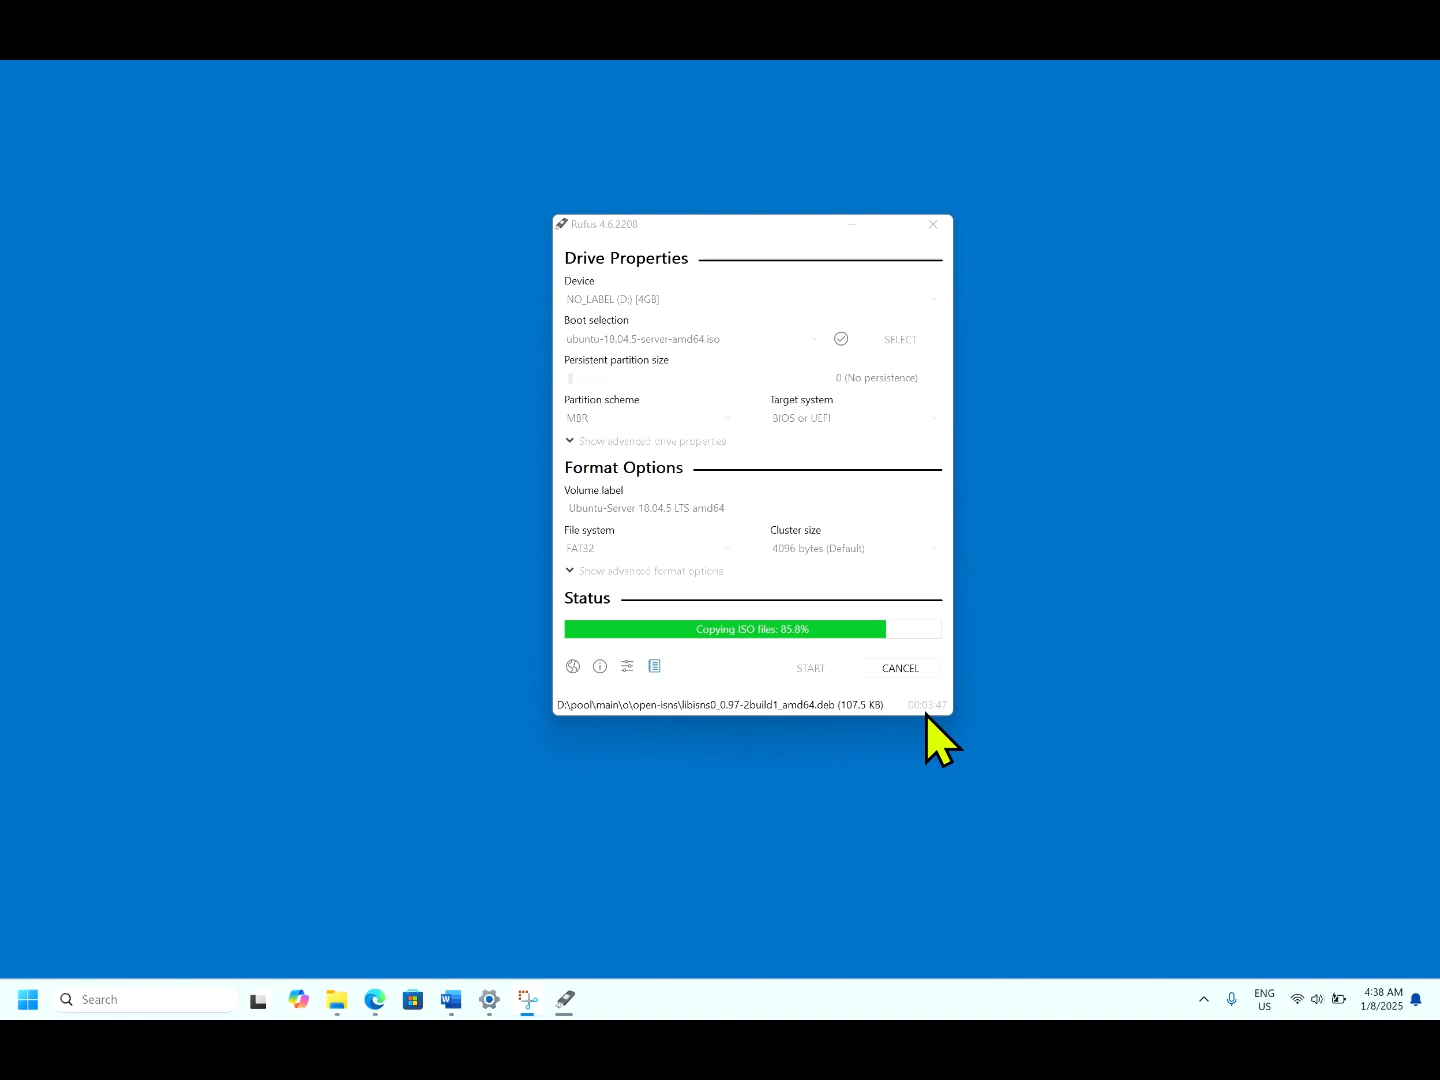 Rufus 4.6.2208
Drive Properties
Device
NO_LABEL (D:) [4GB]
Boot selection
ubuntu-18.04.5-server-amd64.iso
SELECT
Persistent partition size
0 (No persistence)
Partition scheme
Target system
MBR
BIOS or UEFI
Show advanced drive properties
Format Options
Volume label
Ubuntu-Server 18.04.5 LTS amd64
File system
Cluster size
FAT32
4096 bytes (Default)
Show advanced format options
Status
Copying ISO files: 85.8%
START
CANCEL
D:\pool\main\o\open-isns\libisns0_0.97-2build1_amd64.deb (107.5 KB)
00:03:47
Search
W
ENG
US
4:38 AM
1/8/2025